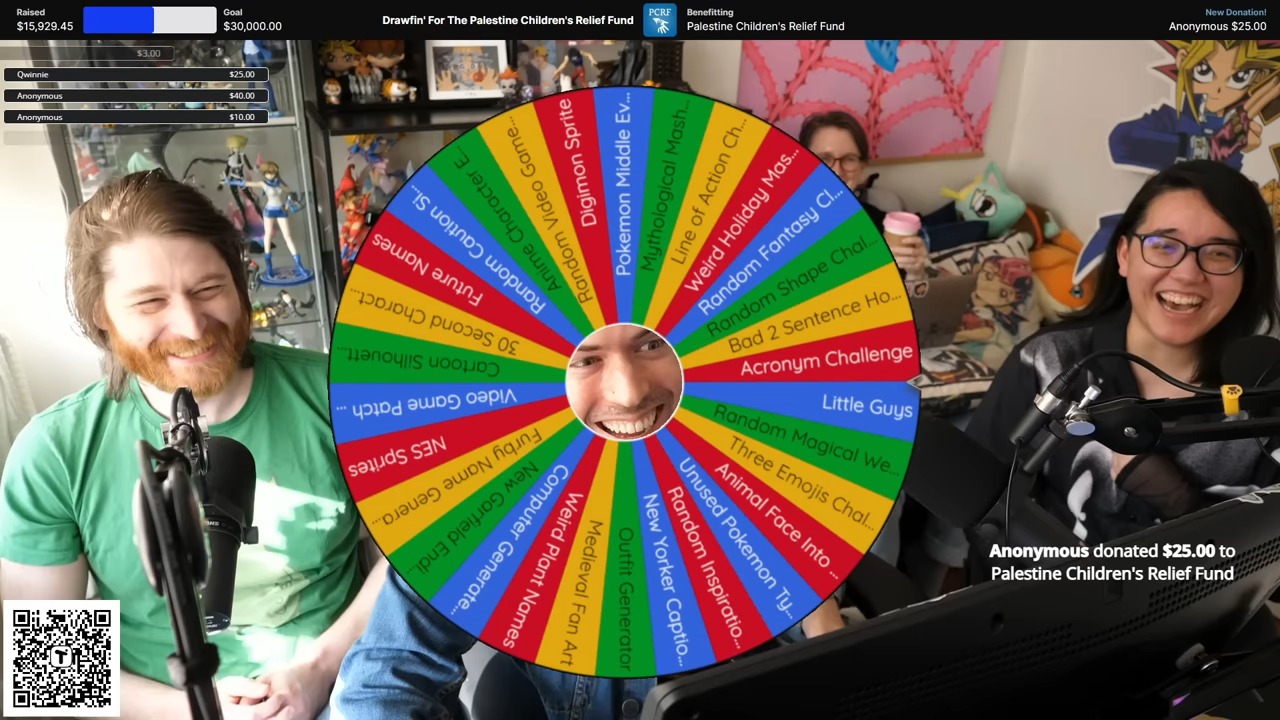 Raised
$15,929.45
Goal
$30,000.00
Drawfin' For The Palestine Children's Relief Fund
PCRF
Benefitting
Palestine Children's Relief Fund
New Donation!
Anonymous $25.00
$3.00
Qwinnie $25.00
Anonymous $40.00
Anonymous $10.00
Pokemon Middle Ev...
Mythological Mash...
Line of Action Ch...
Weird Holiday Mas...
Random Fantasy Cl...
Random Shape Chal...
Bad 2 Sentence Ho...
Acronym Challenge
Little Guys
Random Magical We...
Three Emojis Chal...
Animal Face Into ...
Unused Pokemon Ty...
Random Inspiratio...
New Yorker Captio...
Outfit Generator
Medieval Fan Art
Weird Plant Names
Computer Generate...
New Garfield Endi...
Furby Name Genera...
NES Sprites
Video Game Patch ...
Cartoon Silhouett...
30 Second Charact...
Future Names
Random Caution Si...
Anime Character E...
Random Video Game...
Digimon Sprite
Anonymous donated $25.00 to
Palestine Children's Relief Fund
T